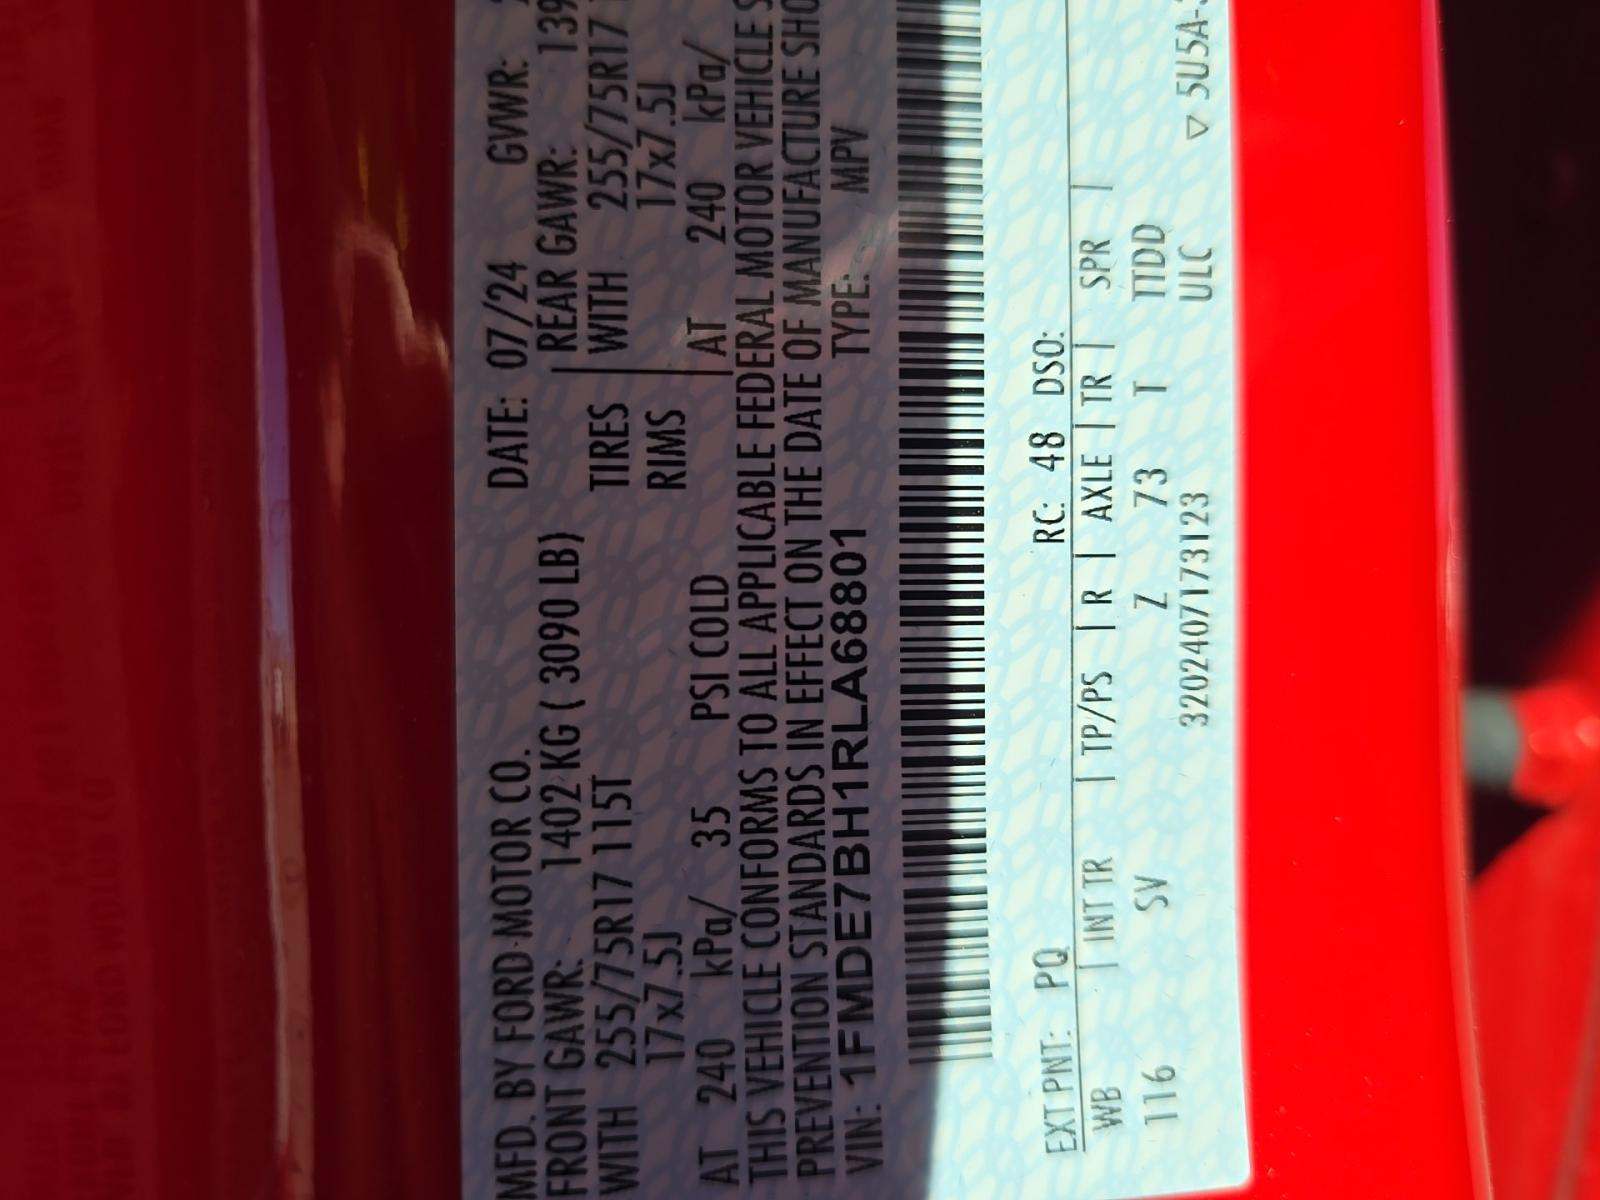 MFD. BY FORD MOTOR CO. DATE: 07/24 GVWR:
FRONT GAWR: 1402 KG ( 3090 LB) REAR GAWR: 139
WITH 255/75R17 115T TIRES WITH 255/75R17
17x7.5J RIMS 17x7.5J
AT 240 kPa/ 35 PSI COLD AT 240 kPa/
THIS VEHICLE CONFORMS TO ALL APPLICABLE FEDERAL MOTOR VEHICLE S
PREVENTION STANDARDS IN EFFECT ON THE DATE OF MANUFACTURE SHO
VIN: 1FMDE7BH1RLA68801 TYPE: MPV
EXT PNT: PQ RC: 48 DSO:
WB | INT TR | TP/PS | R | AXLE | TR | SPR |
116 SV Z 73 T TTDD ▽ 5U5A-
320240717 3123 ULC